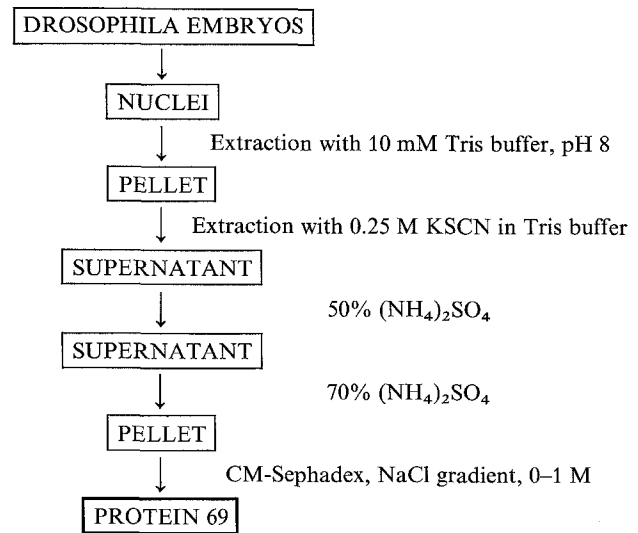 DROSOPHILA EMBRYOS
NUCLEI
Extraction with 10 mM Tris buffer, pH 8
PELLET
Extraction with 0.25 M KSCN in Tris buffer
SUPERNATANT
50% (NH₄)₂SO₄
SUPERNATANT
70% (NH₄)₂SO₄
PELLET
CM-Sephadex, NaCl gradient, 0–1 M
PROTEIN 69